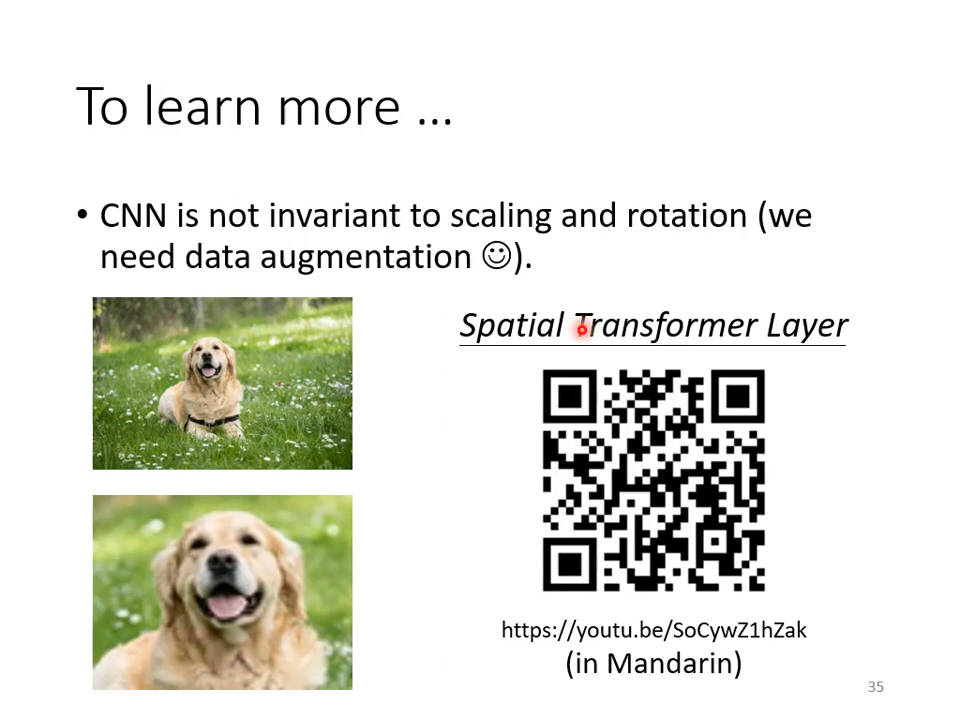 To learn more …
• CNN is not invariant to scaling and rotation (we
need data augmentation ☺).
Spatial Transformer Layer
https://youtu.be/SoCywZ1hZak
(in Mandarin)
35